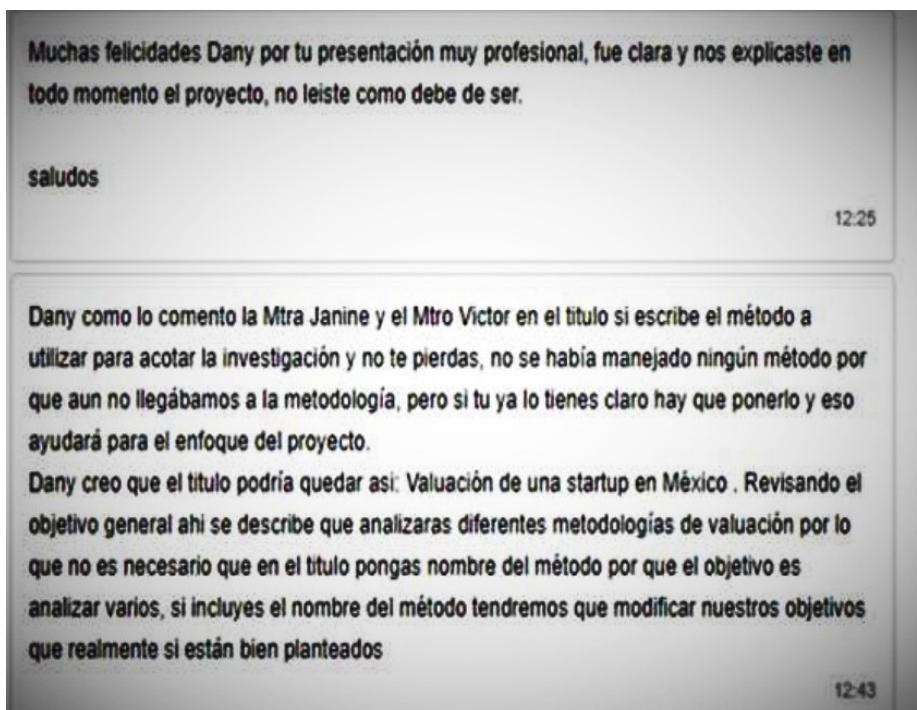 Muchas felicidades Dany por tu presentación muy profesional, fue clara y nos explicaste en
todo momento el proyecto, no leiste como debe de ser.
saludos
12:25
Dany como lo comento la Mtra Janine y el Mtro Victor en el titulo si escribe el método a
utilizar para acotar la investigación y no te pierdas, no se había manejado ningún método por
que aun no llegábamos a la metodología, pero si tu ya lo tienes claro hay que ponerlo y eso
ayudará para el enfoque del proyecto.
Dany creo que el titulo podría quedar asi: Valuación de una startup en México . Revisando el
objetivo general ahi se describe que analizaras diferentes metodologías de valuación por lo
que no es necesario que en el titulo pongas nombre del método por que el objetivo es
analizar varios, si incluyes el nombre del método tendremos que modificar nuestros objetivos
que realmente si están bien planteados
12:43